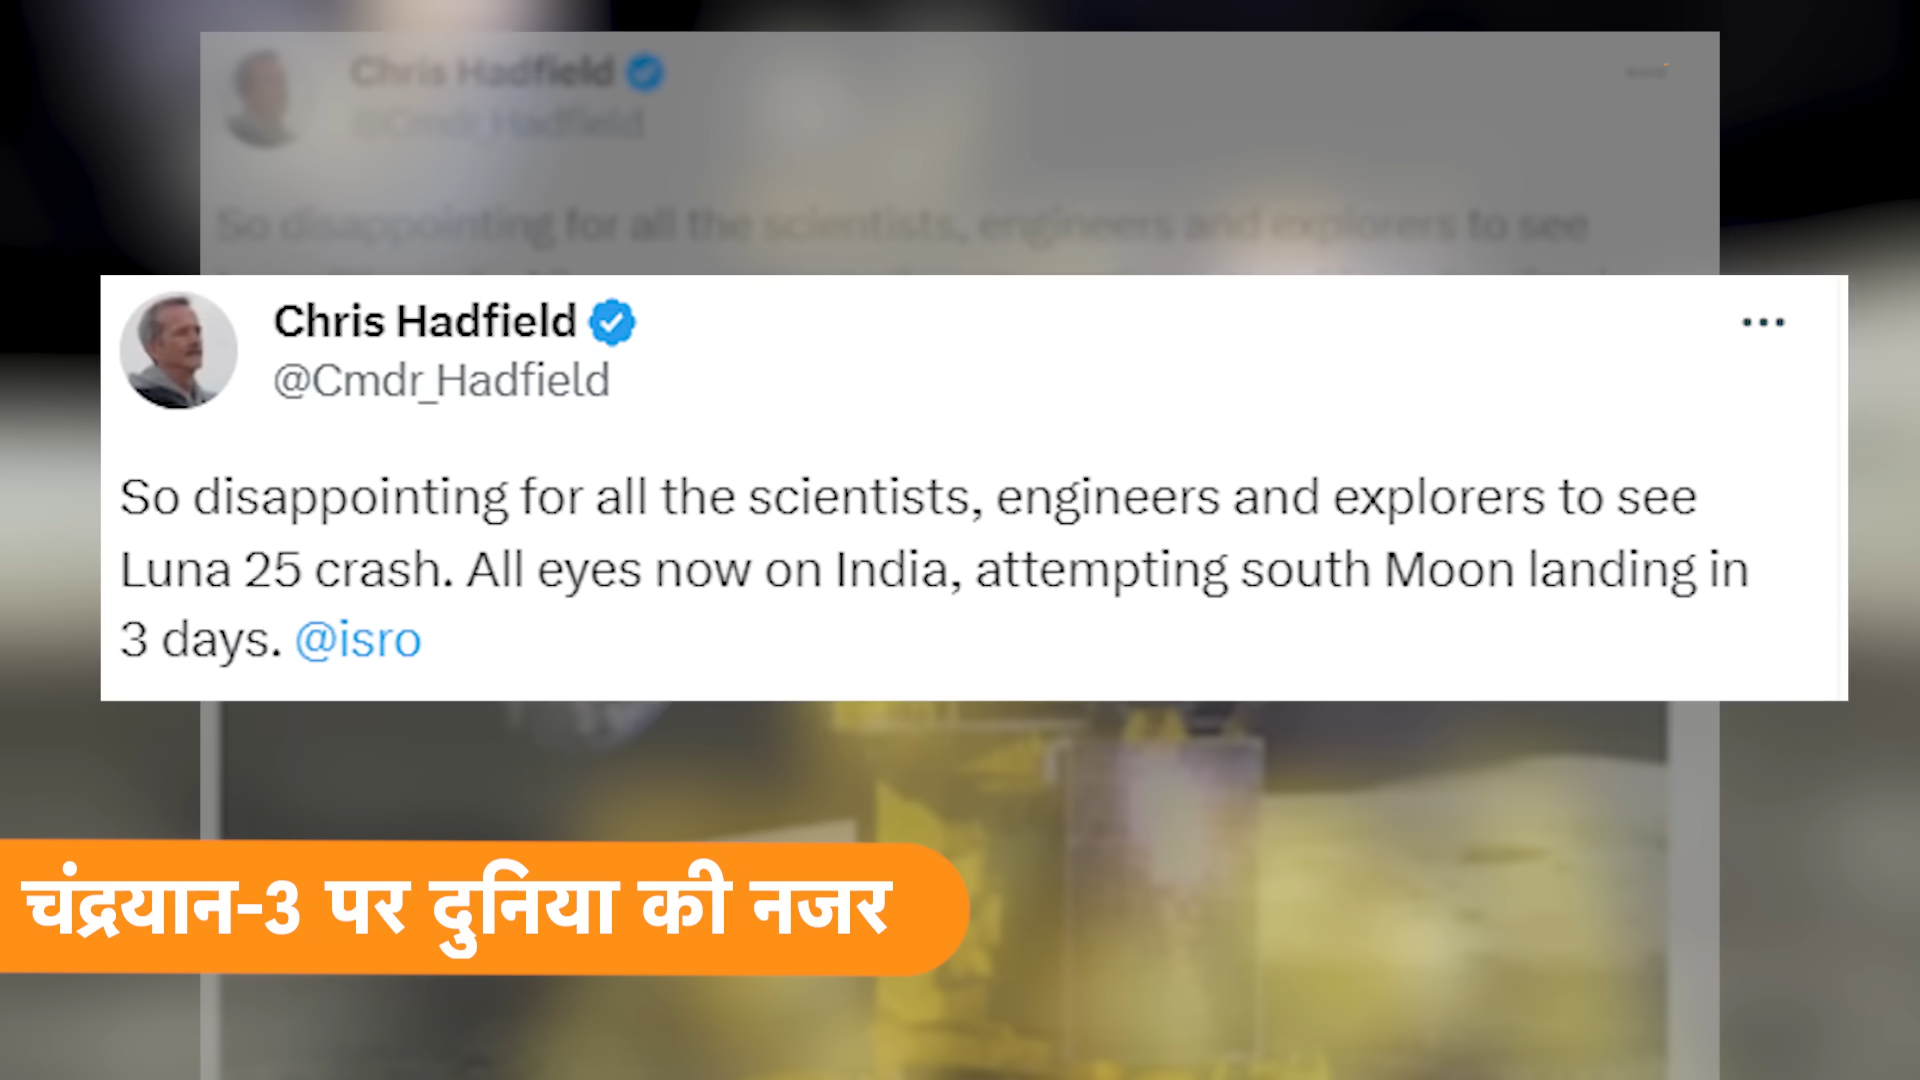 Chris Hadfield
@Cmdr_Hadfield
So disappointing for all the scientists, engineers and explorers to see
Chris Hadfield
@Cmdr_Hadfield
So disappointing for all the scientists, engineers and explorers to see
Luna 25 crash. All eyes now on India, attempting south Moon landing in
3 days. @isro
चंद्रयान-3 पर दुनिया की नजर